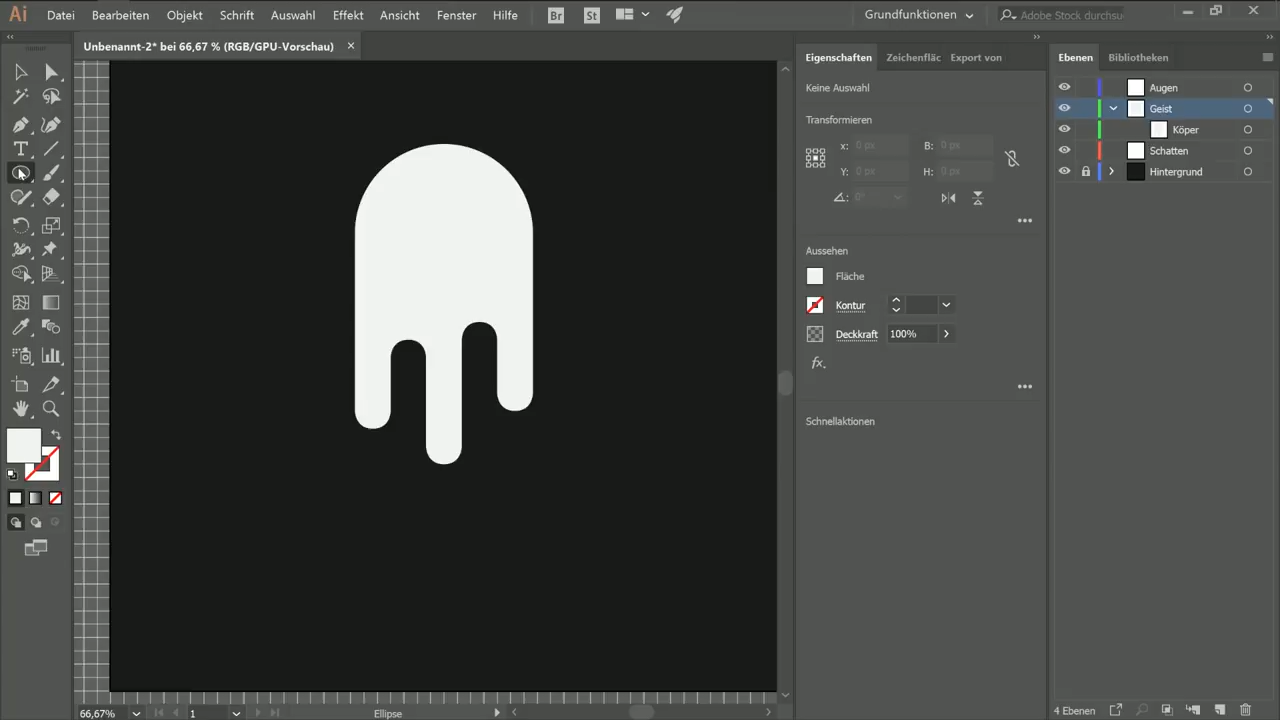 Ai Datei Bearbeiten Objekt Schrift Auswahl Effekt Ansicht Fenster Hilfe Br St Grundfunktionen Adobe Stock durchsu
Unbenannt-2* bei 66,67 % (RGB/GPU-Vorschau) ×
Eigenschaften Zeichenfläc Export von
Ebenen Bibliotheken
Keine Auswahl
Transformieren
X: 0 px B: 0 px
Y: 0 px H: 0 px
0°
Aussehen
Fläche
Kontur
Deckkraft 100%
fx.
Schnellaktionen
Augen
Geist
Köper
Schatten
Hintergrund
66,67% 1 Ellipse
4 Ebenen